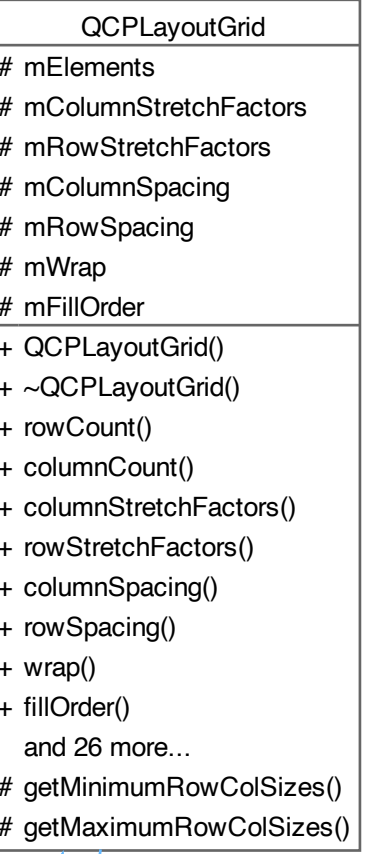 QCPLayoutGrid
# mElements
# mColumnStretchFactors
# mRowStretchFactors
# mColumnSpacing
# mRowSpacing
# mWrap
# mFillOrder
+ QCPLayoutGrid()
+ ~QCPLayoutGrid()
+ rowCount()
+ columnCount()
+ columnStretchFactors()
+ rowStretchFactors()
+ columnSpacing()
+ rowSpacing()
+ wrap()
+ fillOrder()
and 26 more...
# getMinimumRowColSizes()
# getMaximumRowColSizes()